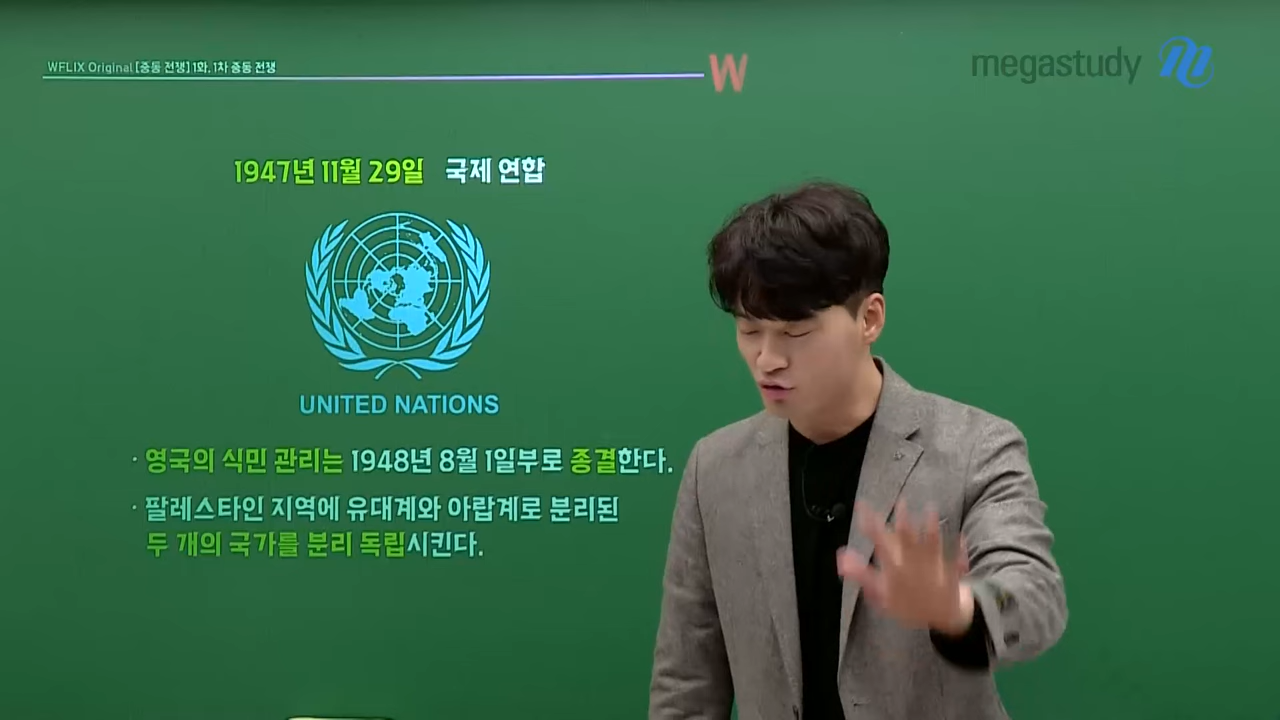 WFLIX Original [중동 전쟁] 1화. 1차 중동 전쟁
W
megastudy
1947년 11월 29일 국제 연합
UNITED NATIONS
· 영국의 식민 관리는 1948년 8월 1일부로 종결한다.
· 팔레스타인 지역에 유대계와 아랍계로 분리된
두 개의 국가를 분리 독립시킨다.